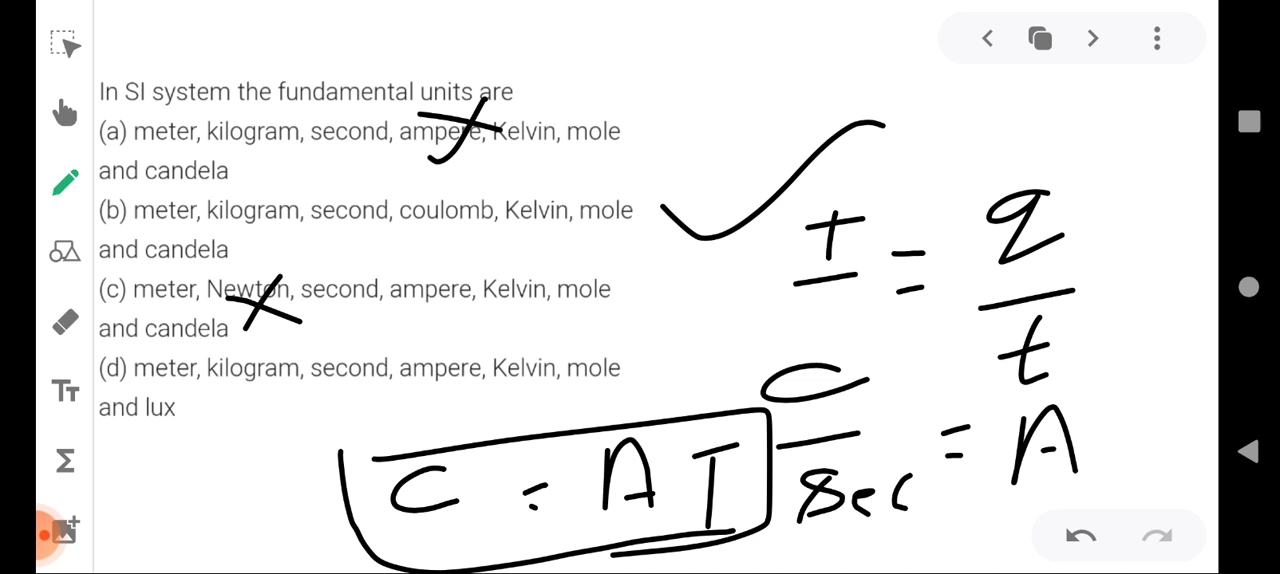 In SI system the fundamental units are
(a) meter, kilogram, second, ampere, Kelvin, mole
and candela
(b) meter, kilogram, second, coulomb, Kelvin, mole
and candela
(c) meter, Newton, second, ampere, Kelvin, mole
and candela
(d) meter, kilogram, second, ampere, Kelvin, mole
and lux
I = q
t
C
sec = A
C = A T
Tт
Σ